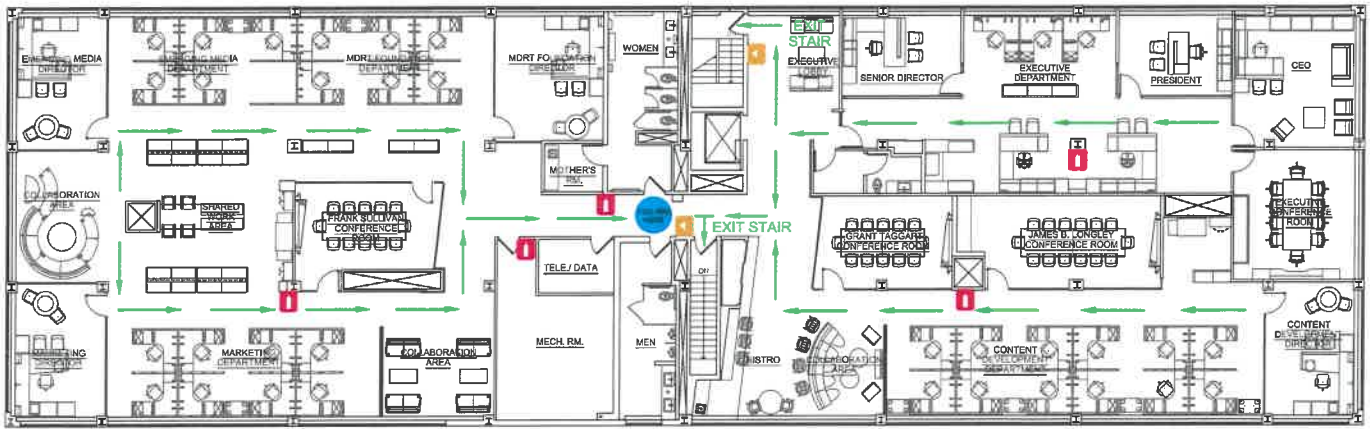 EMERGING MEDIA
DIRECTOR
EMERGING MEDIA
DEPARTMENT
MDRT FOUNDATION
DEPARTMENT
MDRT FOUNDATION
DIRECTOR
WOMEN
EXIT
STAIR
EXECUTIVE
LOBBY
SENIOR DIRECTOR
EXECUTIVE
DEPARTMENT
PRESIDENT
CEO
MOTHER'S
RM.
COLLABORATION
AREA
SHARED
WORK
AREA
FRANK SULLIVAN
CONFERENCE
ROOM
EXIT STAIR
GRANT TAGGART
CONFERENCE ROOM
JAMES B. LONGLEY
CONFERENCE ROOM
EXECUTIVE
CONFERENCE
ROOM
TELE./ DATA
DN
MARKETING
DIRECTOR
MARKETING
DEPARTMENT
COLLABORATION
AREA
MECH. RM.
MEN
BISTRO
COLLABORATION
AREA
CONTENT
DEVELOPMENT
DEPARTMENT
CONTENT
DEVELOPMENT
DIRECTOR